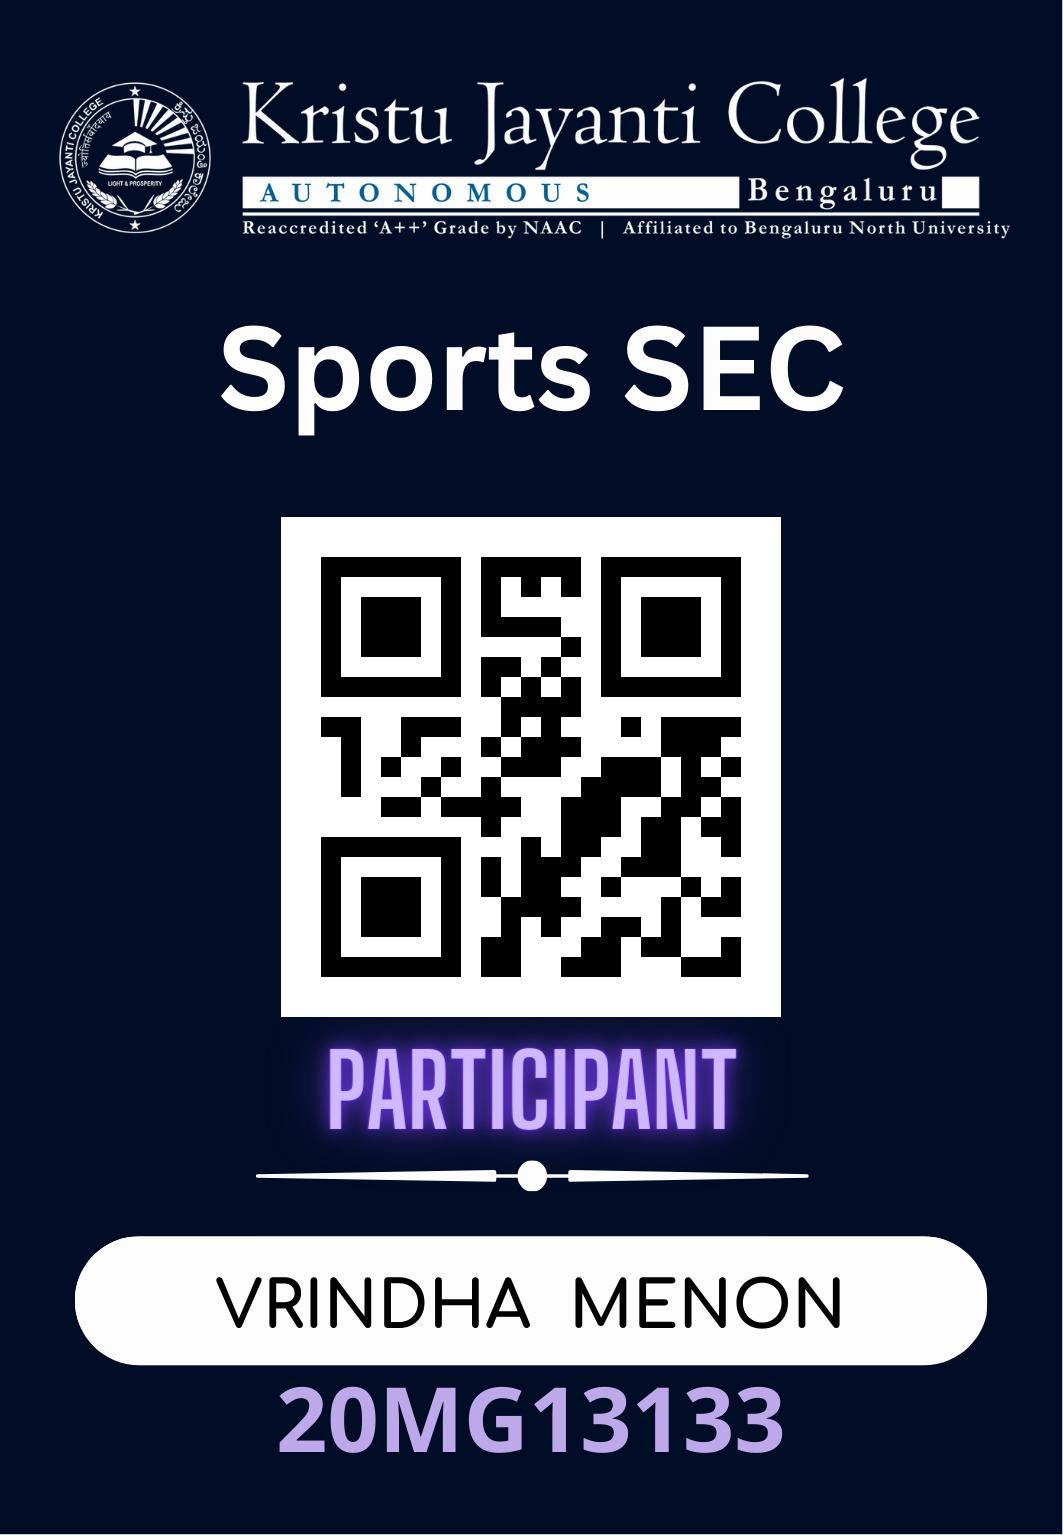 Kristu Jayanti College
AUTONOMOUS Bengaluru
Reaccredited ‘A++’ Grade by NAAC | Affiliated to Bengaluru North University
KRISTU JAYANTI COLLEGE
LIGHT & PROSPERITY
Sports SEC
PARTICIPANT
VRINDHA MENON
20MG13133